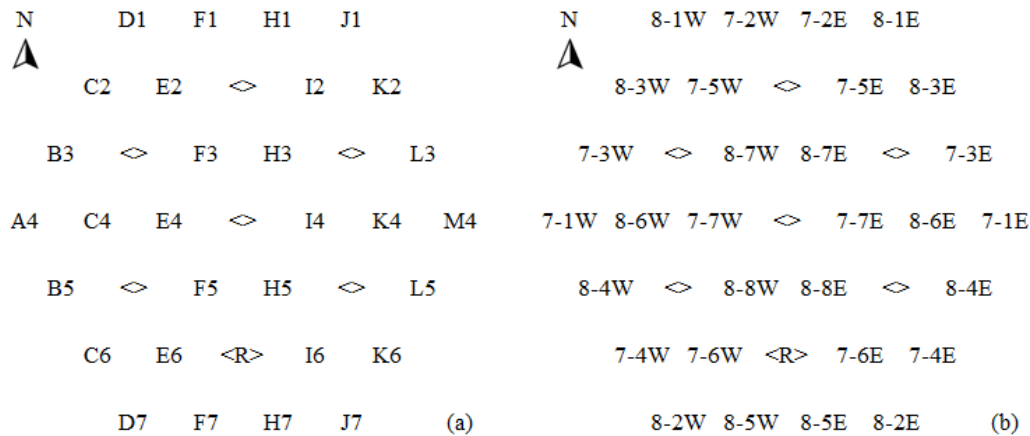 N D1 F1 H1 J1
C2 E2 <> I2 K2
B3 <> F3 H3 <> L3
A4 C4 E4 <> I4 K4 M4
B5 <> F5 H5 <> L5
C6 E6 <R> I6 K6
D7 F7 H7 J7 (a)
N 8-1W 7-2W 7-2E 8-1E
8-3W 7-5W <> 7-5E 8-3E
7-3W <> 8-7W 8-7E <> 7-3E
7-1W 8-6W 7-7W <> 7-7E 8-6E 7-1E
8-4W <> 8-8W 8-8E <> 8-4E
7-4W 7-6W <R> 7-6E 7-4E
8-2W 8-5W 8-5E 8-2E (b)